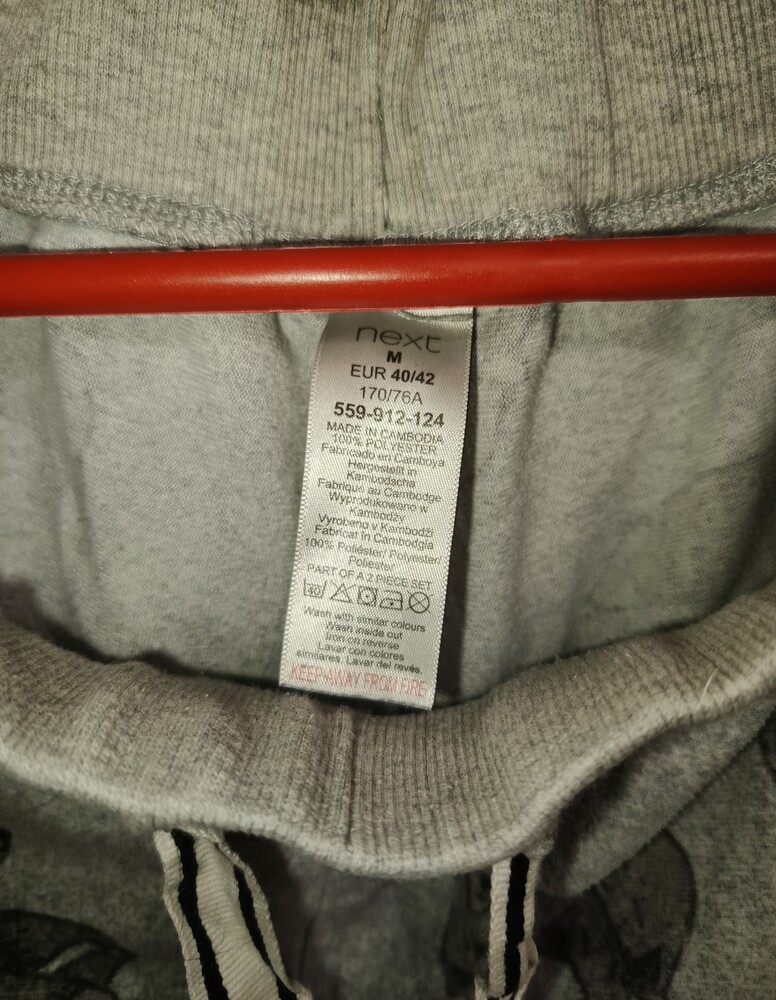 next
M
EUR 40/42
170/76A
559-912-124
MADE IN CAMBODIA
100% POLYESTER
Fabricado en Camboya
Hergestellt in
Kambodscha
Fabriqué au Cambodge
Wyprodukowano w
Kambodży
Vyrobeno v Kambodži
Fabricat în Cambodgia
100% Poliéster/ Polyester/
Poliester
PART OF A 2 PIECE SET
40
Wash with similar colours
Wash inside out
Iron on reverse
Lavar con colores
similares. Lavar del revés.
KEEP AWAY FROM FIRE